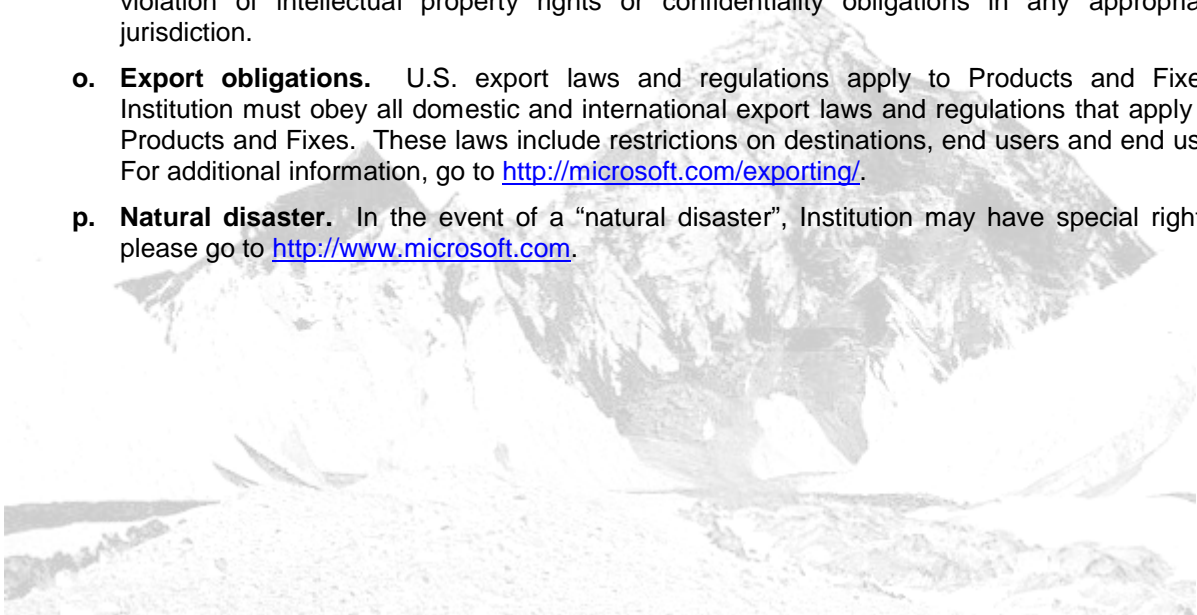 violation of intellectual property rights or confidentiality obligations in any
jurisdiction.
o. Export obligations. U.S. export laws and regulations apply to Products and
Institution must obey all domestic and international export laws and regulations that apply
Products and Fixes. These laws include restrictions on destinations, end users and end
For additional information, go to http://microsoft.com/exporting/.
p. Natural disaster. In the event of a “natural disaster”, Institution may have special
please go to http://www.microsoft.com.